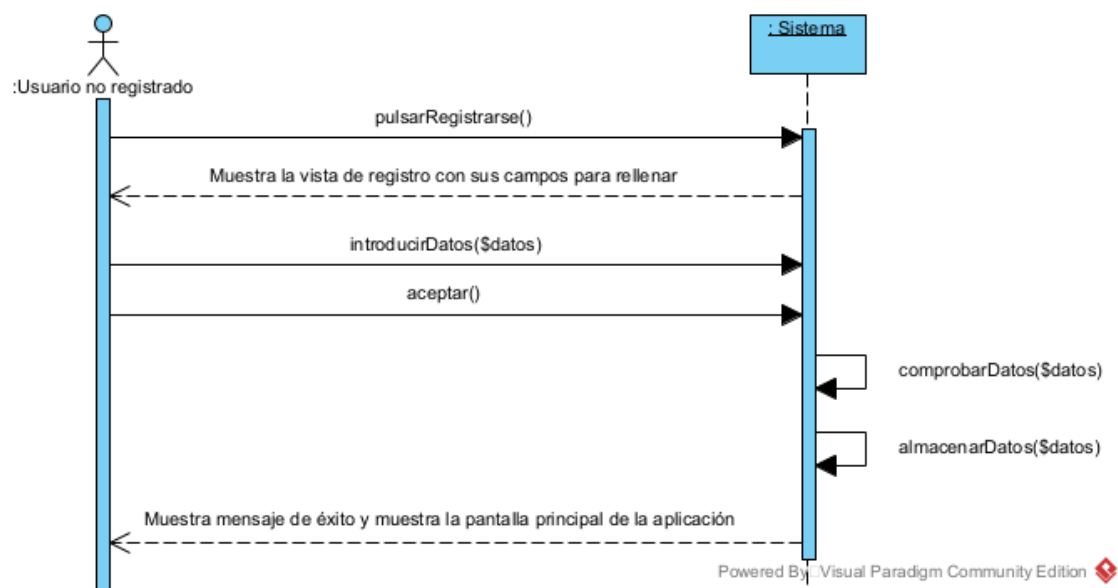 : Sistema
:Usuario no registrado
pulsarRegistrarse()
Muestra la vista de registro con sus campos para rellenar
introducirDatos($datos)
aceptar()
comprobarDatos($datos)
almacenarDatos($datos)
Muestra mensaje de éxito y muestra la pantalla principal de la aplicación
Powered By Visual Paradigm Community Edition